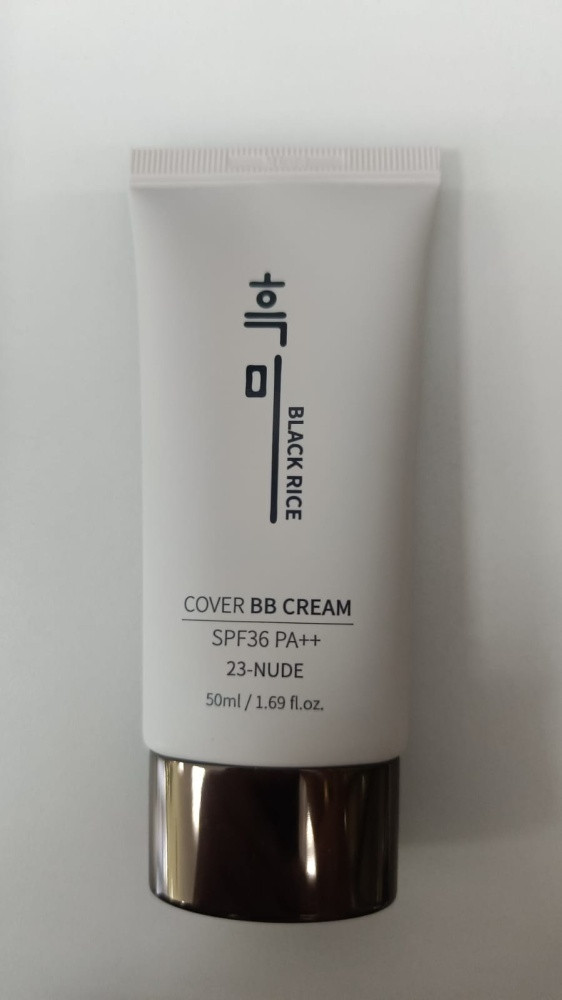 흑미
BLACK RICE
COVER BB CREAM
SPF36 PA++
23-NUDE
50ml / 1.69 fl.oz.